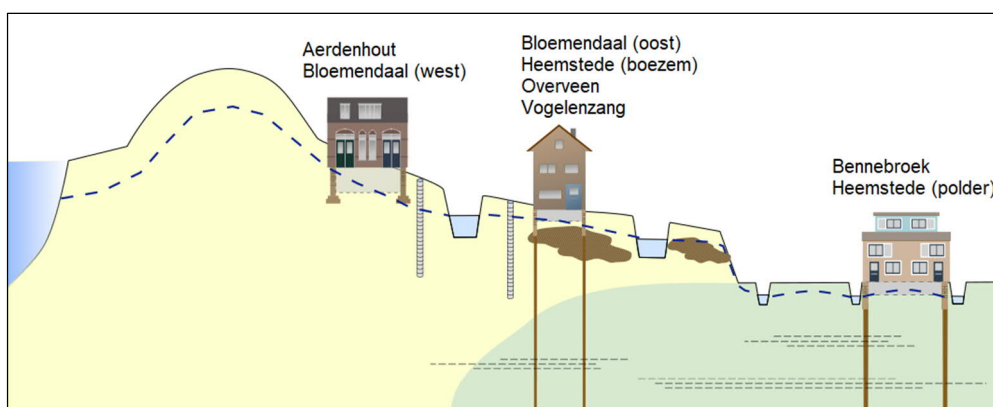 Aerdenhout
Bloemendaal (west)
Bloemendaal (oost)
Heemstede (boezem)
Overveen
Vogelenzang
Bennebroek
Heemstede (polder)